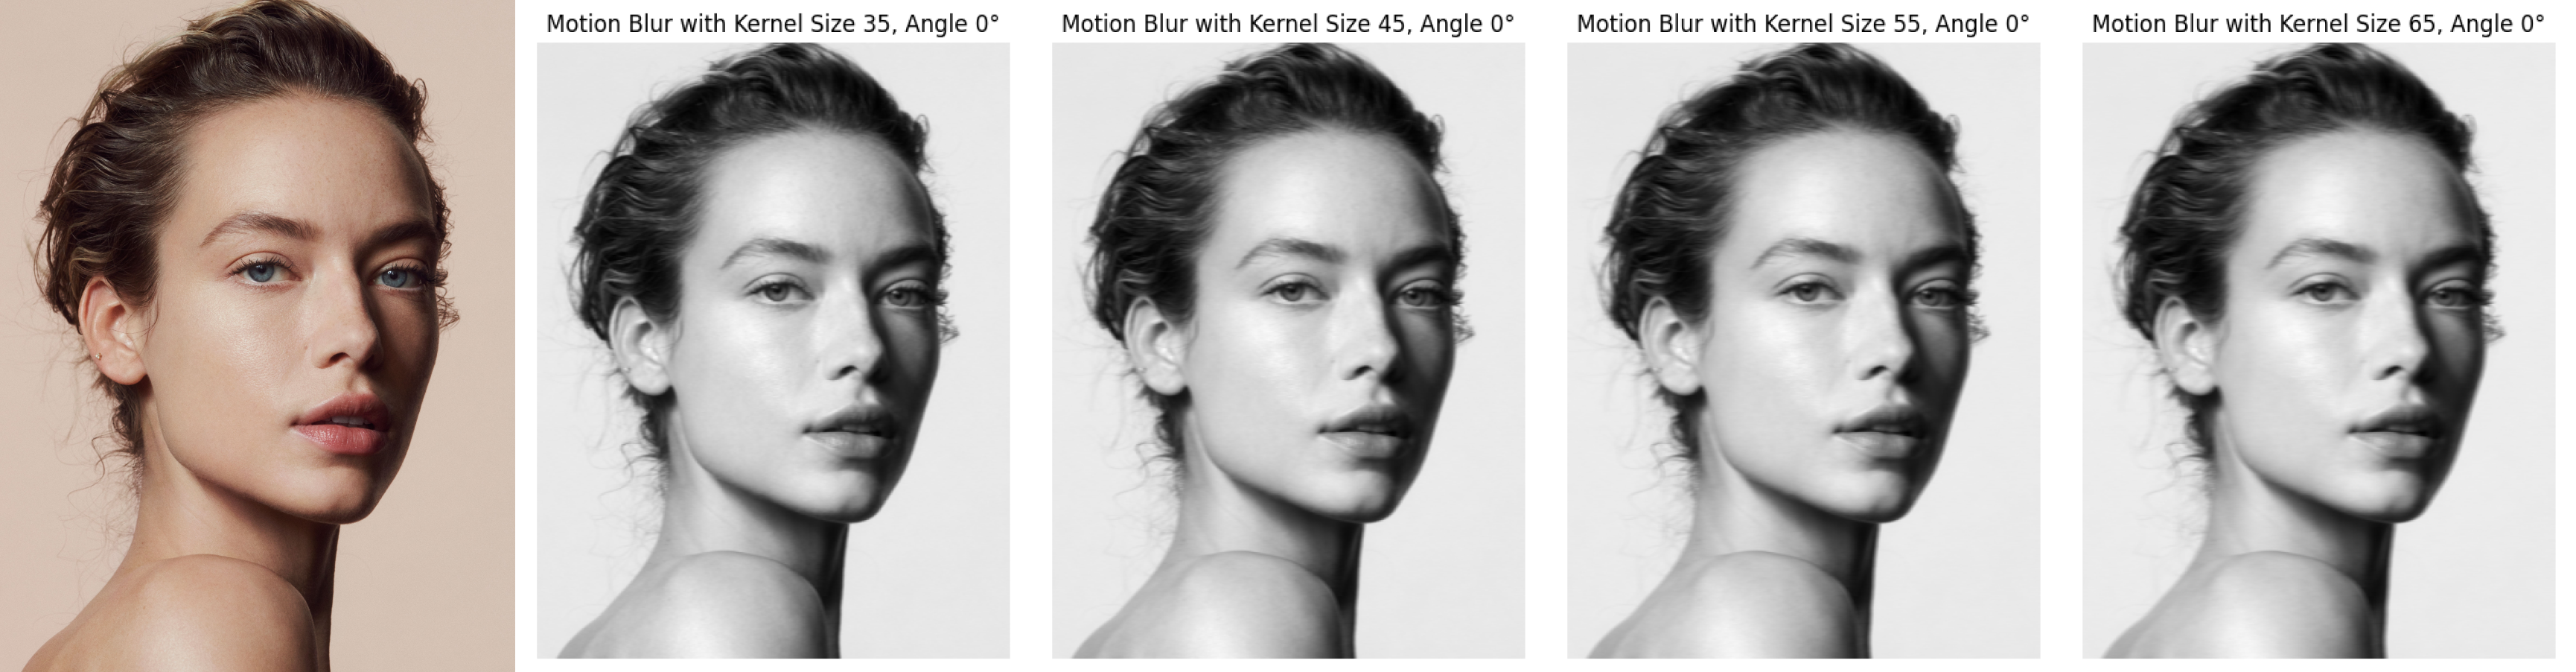 Motion Blur with Kernel Size 35, Angle 0°
Motion Blur with Kernel Size 45, Angle 0°
Motion Blur with Kernel Size 55, Angle 0°
Motion Blur with Kernel Size 65, Angle 0°